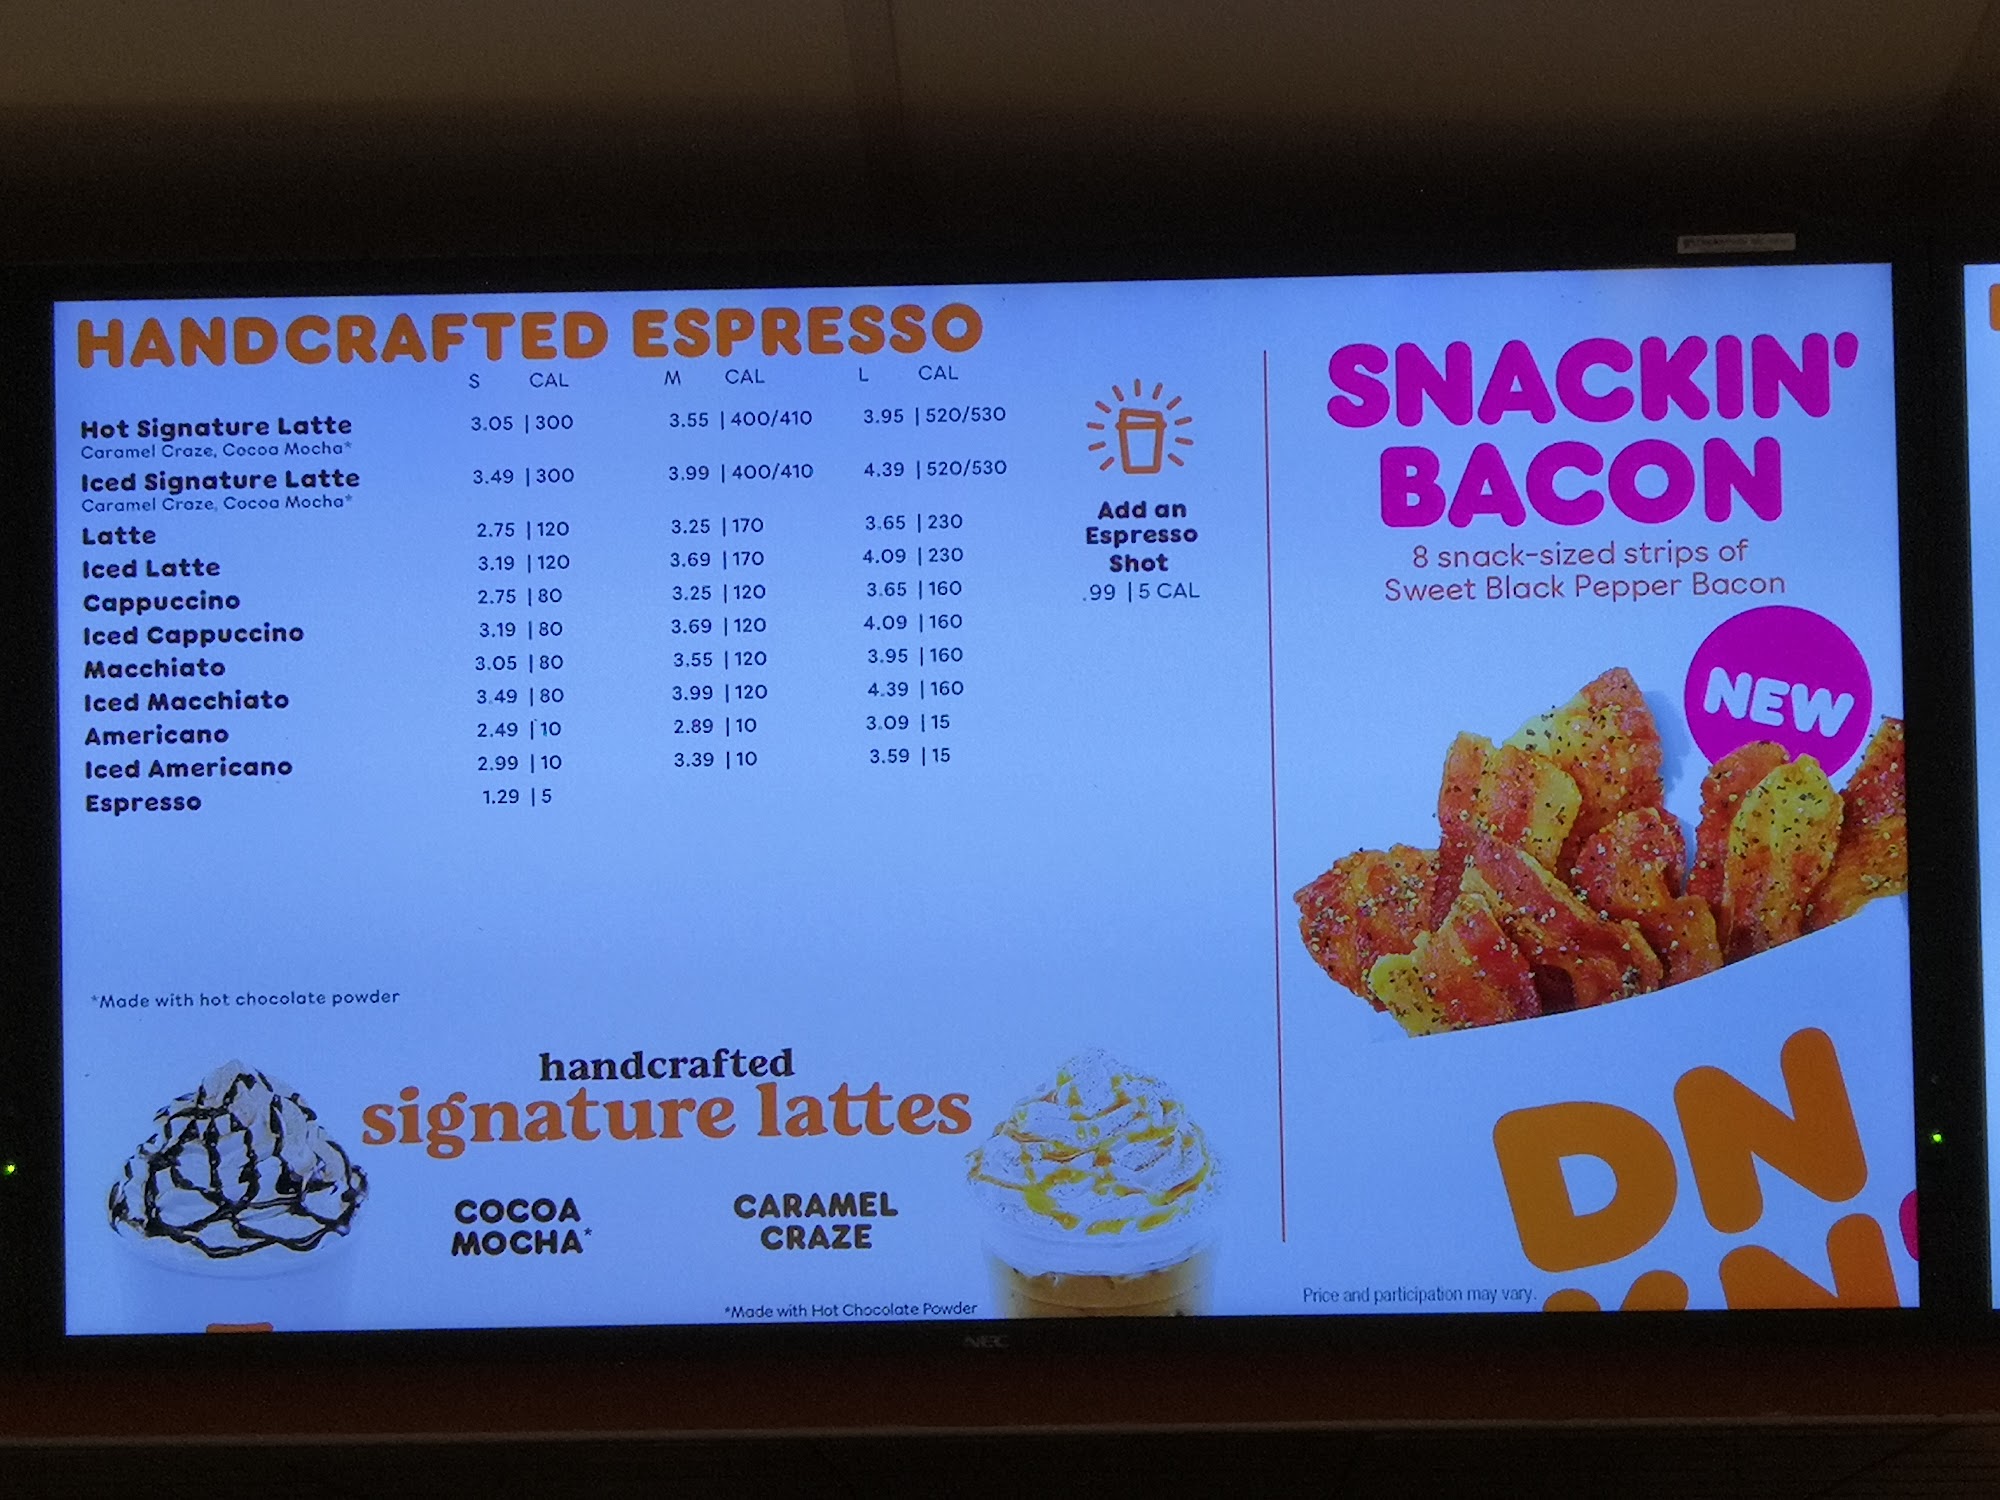 HANDCRAFTED ESPRESSO
S CAL M CAL L CAL
Hot Signature Latte 3.05 | 300 3.55 | 400/410 3.95 | 520/530
Caramel Craze, Cocoa Mocha*
Iced Signature Latte 3.49 | 300 3.99 | 400/410 4.39 | 520/530
Caramel Craze, Cocoa Mocha*
Latte 2.75 | 120 3.25 | 170 3.65 | 230
Iced Latte 3.19 | 120 3.69 | 170 4.09 | 230
Cappuccino 2.75 | 80 3.25 | 120 3.65 | 160
Iced Cappuccino 3.19 | 80 3.69 | 120 4.09 | 160
Macchiato 3.05 | 80 3.55 | 120 3.95 | 160
Iced Macchiato 3.49 | 80 3.99 | 120 4.39 | 160
Americano 2.49 | 10 2.89 | 10 3.09 | 15
Iced Americano 2.99 | 10 3.39 | 10 3.59 | 15
Espresso 1.29 | 5
Add an
Espresso
Shot
.99 | 5 CAL
*Made with hot chocolate powder
handcrafted
signature lattes
COCOA
MOCHA*
CARAMEL
CRAZE
*Made with Hot Chocolate Powder
SNACKIN'
BACON
8 snack-sized strips of
Sweet Black Pepper Bacon
NEW
DN
Price and participation may vary.
NEC